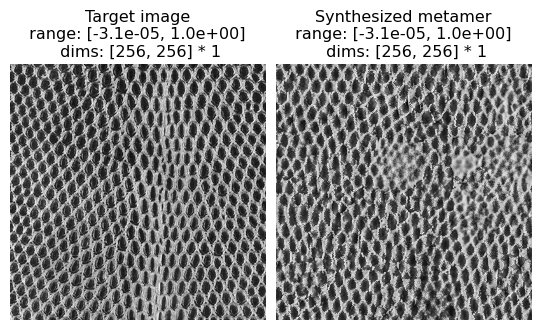 Target image
range: [-3.1e-05, 1.0e+00]
dims: [256, 256] * 1
Synthesized metamer
range: [-3.1e-05, 1.0e+00]
dims: [256, 256] * 1